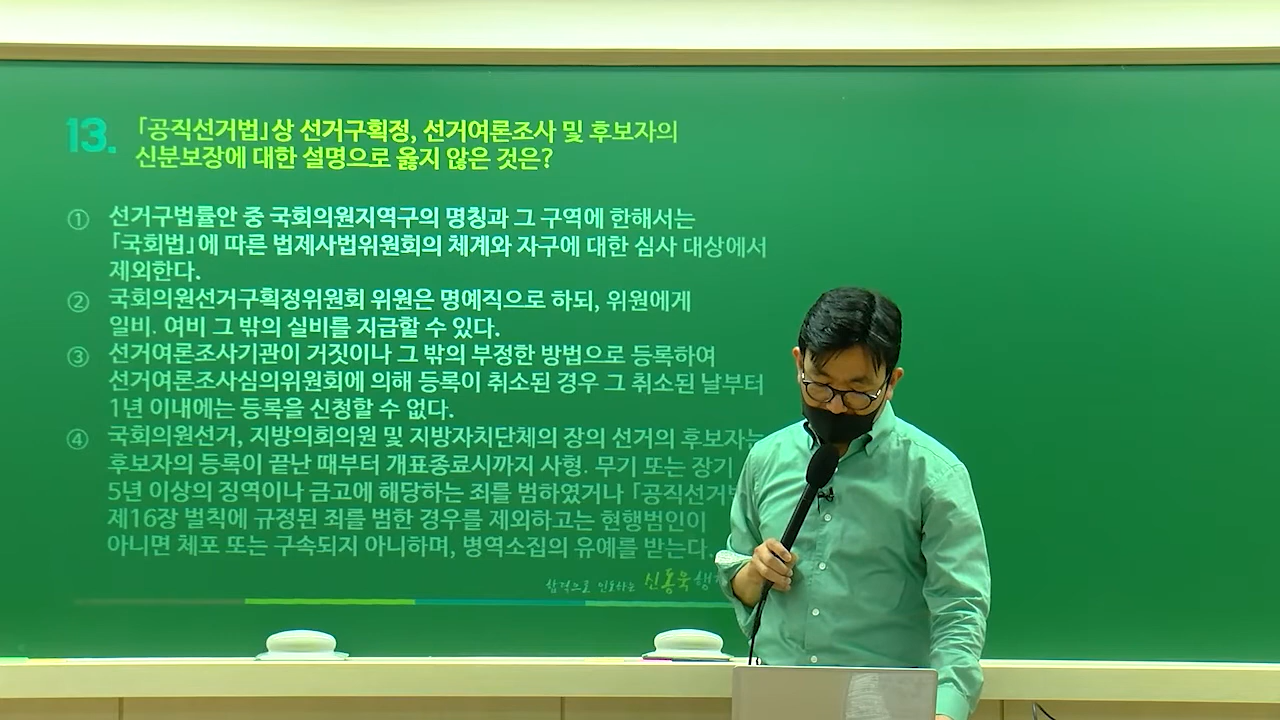 13. 「공직선거법」상 선거구획정, 선거여론조사 및 후보자의
신분보장에 대한 설명으로 옳지 않은 것은?
① 선거구법률안 중 국회의원지역구의 명칭과 그 구역에 한해서는
「국회법」에 따른 법제사법위원회의 체계와 자구에 대한 심사 대상에서
제외한다.
② 국회의원선거구획정위원회 위원은 명예직으로 하되, 위원에게
일비·여비 그 밖의 실비를 지급할 수 있다.
③ 선거여론조사기관이 거짓이나 그 밖의 부정한 방법으로 등록하여
선거여론조사심의위원회에 의해 등록이 취소된 경우 그 취소된 날부터
1년 이내에는 등록을 신청할 수 없다.
④ 국회의원선거, 지방의회의원 및 지방자치단체의 장의 선거의 후보자는
후보자의 등록이 끝난 때부터 개표종료시까지 사형·무기 또는 장기
5년 이상의 징역이나 금고에 해당하는 죄를 범하였거나 「공직선거
제16장 벌칙에 규정된 죄를 범한 경우를 제외하고는 현행범인이
아니면 체포 또는 구속되지 아니하며, 병역소집의 유예를 받는다.
합격으로 인도하는 신동욱